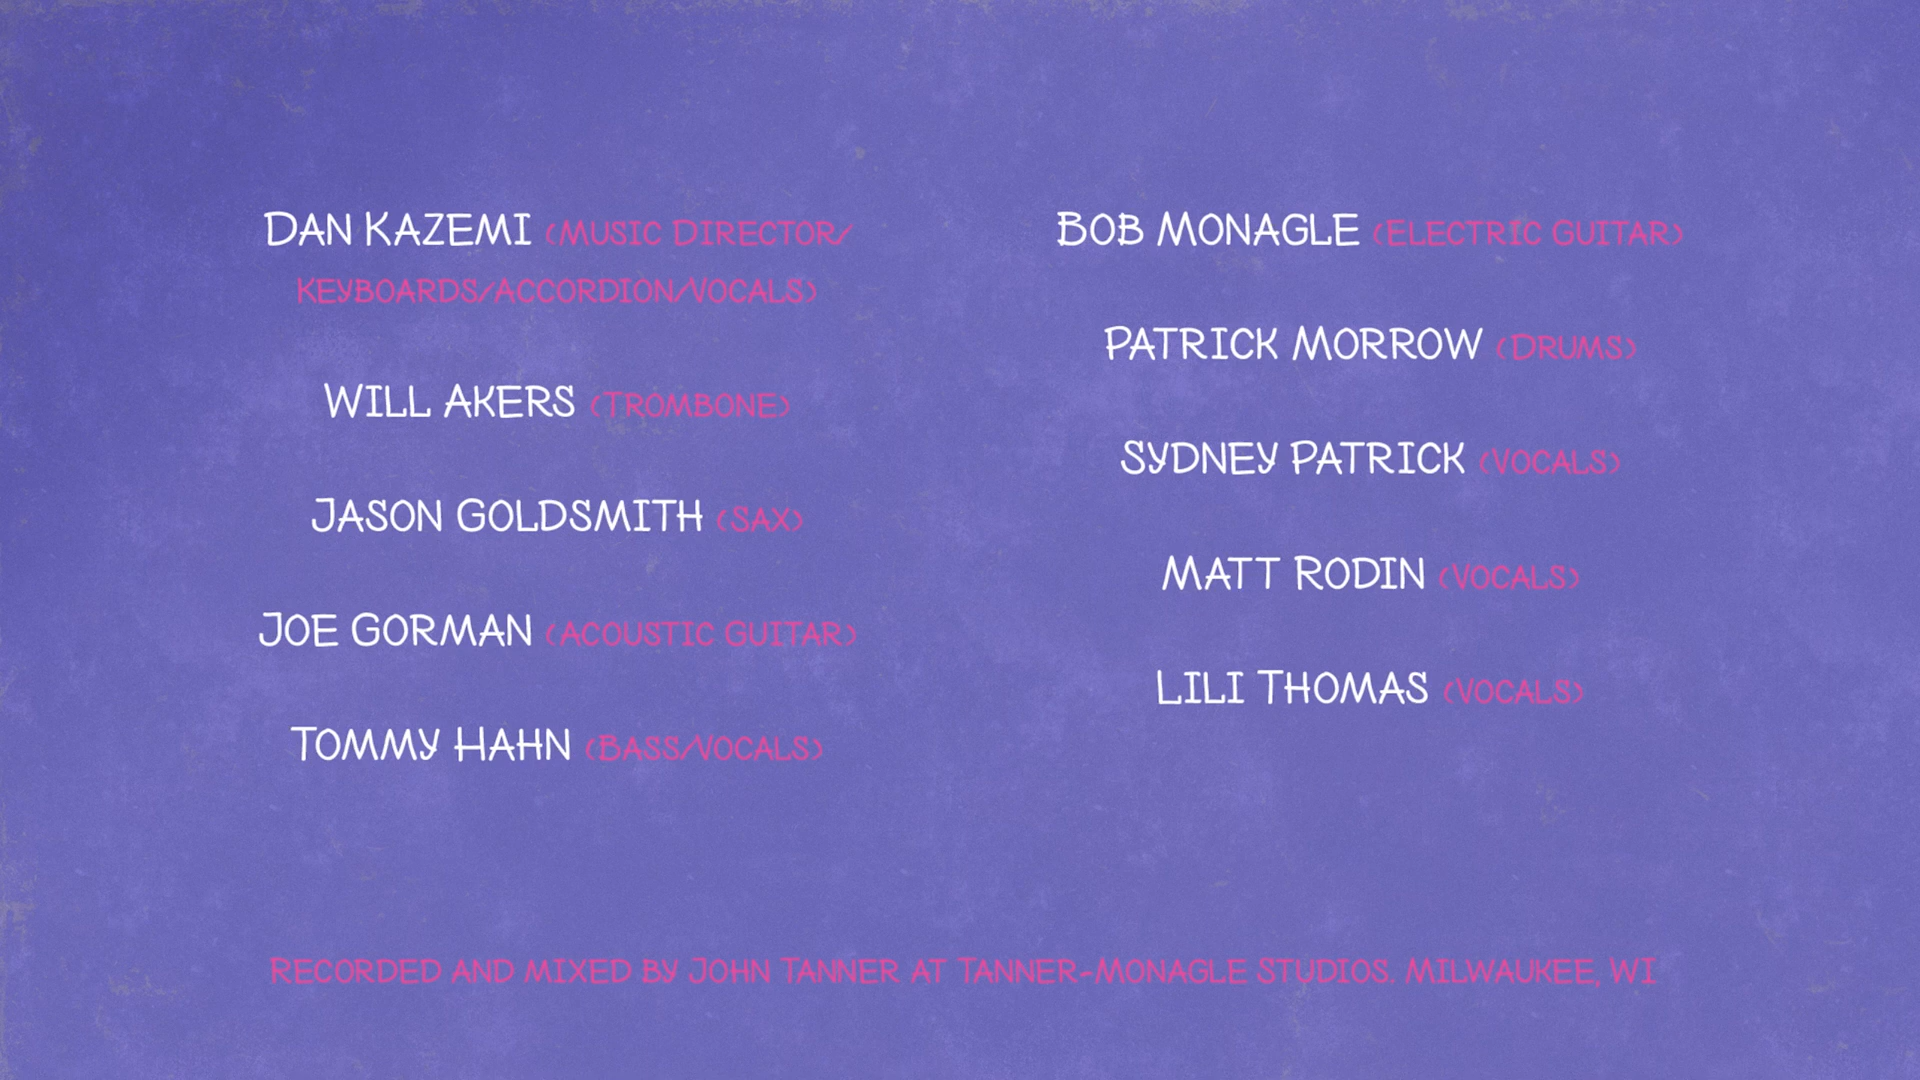 DAN KAZEMI (MUSIC DIRECTOR/
KEYBOARDS/ACCORDION/VOCALS)
WILL AKERS (TROMBONE)
JASON GOLDSMITH (SAX)
JOE GORMAN (ACOUSTIC GUITAR)
TOMMY HAHN (BASS/VOCALS)
BOB MONAGLE (ELECTRIC GUITAR)
PATRICK MORROW (DRUMS)
SYDNEY PATRICK (VOCALS)
MATT RODIN (VOCALS)
LILI THOMAS (VOCALS)
RECORDED AND MIXED BY JOHN TANNER AT TANNER-MONAGLE STUDIOS. MILWAUKEE, WI